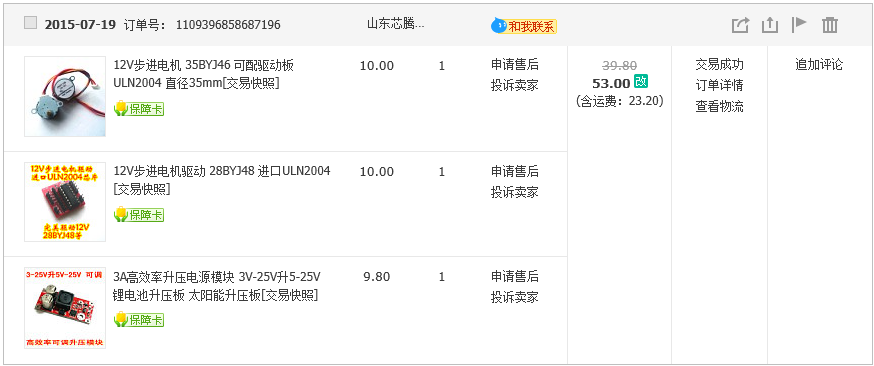 2015-07-19 订单号: 1109396858687196 山东芯腾... 和我联系
12V步进电机 35BYJ46 可配驱动板 10.00 1 申请售后 39.80 交易成功 追加评论
ULN2004 直径35mm[交易快照] 投诉卖家 53.00 改 订单详情
保障卡 (含运费: 23.20) 查看物流
12V步进电机驱动
进口ULN2004芯片
完美驱动12V
28BYJ48等
12V步进电机驱动 28BYJ48 进口ULN2004 10.00 1 申请售后
[交易快照] 投诉卖家
保障卡
3-25V升5V-25V 可调
高效率可调升压模块
3A高效率升压电源模块 3V-25V升5-25V 9.80 1 申请售后
锂电池升压板 太阳能升压板[交易快照] 投诉卖家
保障卡